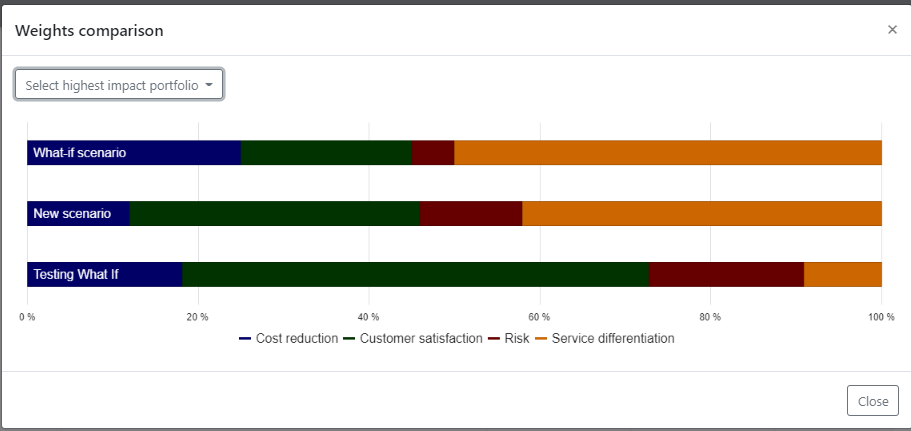 Weights comparison
×
Select highest impact portfolio
What-if scenario
New scenario
Testing What If
0 % 20 % 40 % 60 % 80 % 100 %
Cost reduction Customer satisfaction Risk Service differentiation
Close